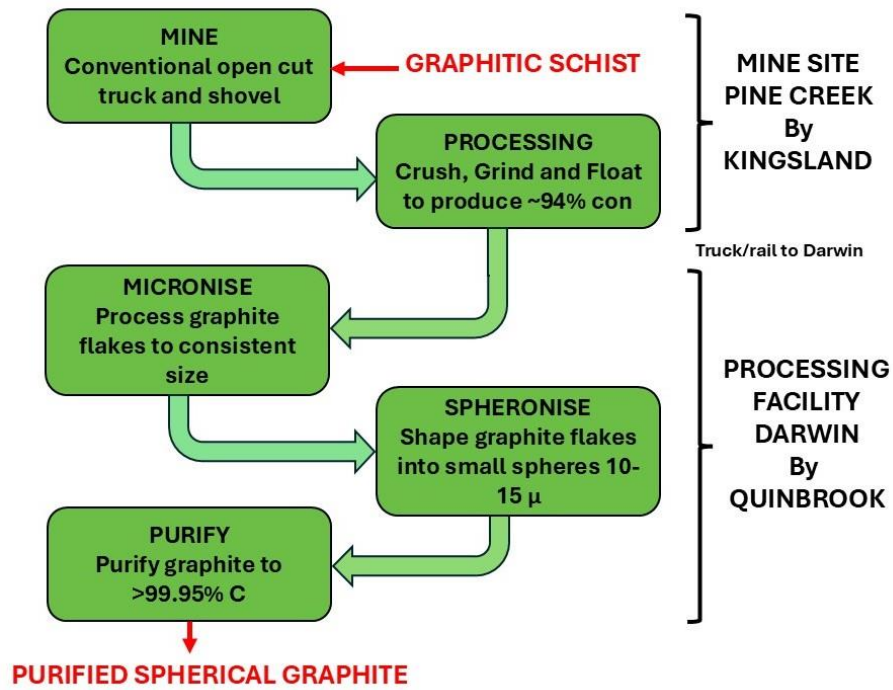 MINE
Conventional open cut
truck and shovel
GRAPHITIC SCHIST
MINE SITE
PINE CREEK
By
KINGSLAND
PROCESSING
Crush, Grind and Float
to produce ~94% con
Truck/rail to Darwin
MICRONISE
Process graphite
flakes to consistent
size
PROCESSING
FACILITY
DARWIN
By
QUINBROOK
SPHERONISE
Shape graphite flakes
into small spheres 10-
15 μ
PURIFY
Purify graphite to
>99.95% C
PURIFIED SPHERICAL GRAPHITE